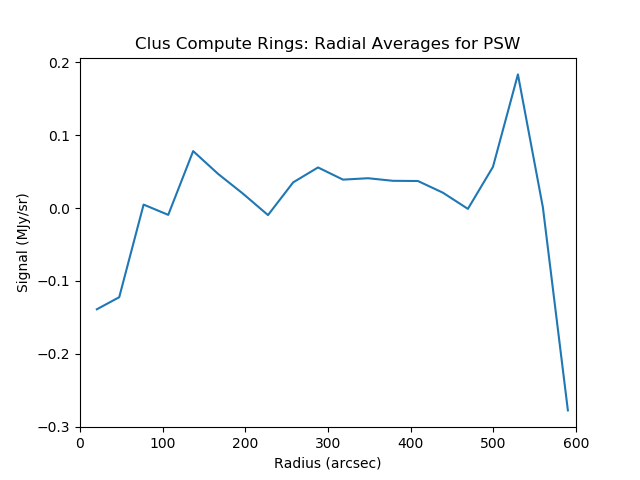 Clus Compute Rings: Radial Averages for PSW
0.2
0.1
0.0
−0.1
−0.2
−0.3
Signal (MJy/sr)
0 100 200 300 400 500 600
Radius (arcsec)